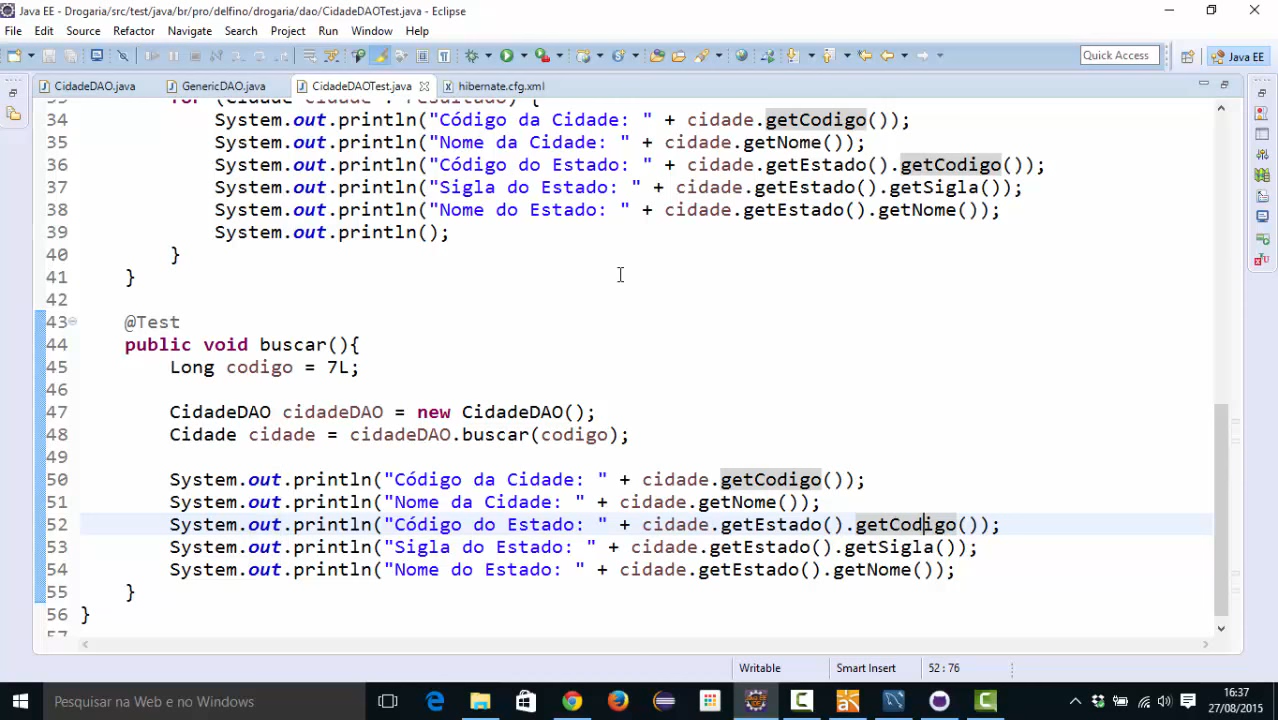 Java EE - Drogaria/src/test/java/br/pro/delfino/drogaria/dao/CidadeDAOTest.java - Eclipse
File Edit Source Refactor Navigate Search Project Run Window Help
Quick Access Java EE
CidadeDAO.java GenericDAO.java CidadeDAOTest.java hibernate.cfg.xml
34 System.out.println("Código da Cidade: " + cidade.getCodigo());
35 System.out.println("Nome da Cidade: " + cidade.getNome());
36 System.out.println("Código do Estado: " + cidade.getEstado().getCodigo());
37 System.out.println("Sigla do Estado: " + cidade.getEstado().getSigla());
38 System.out.println("Nome do Estado: " + cidade.getEstado().getNome());
39 System.out.println();
40 }
41 }
42
43 @Test
44 public void buscar(){
45 Long codigo = 7L;
46
47 CidadeDAO cidadeDAO = new CidadeDAO();
48 Cidade cidade = cidadeDAO.buscar(codigo);
49
50 System.out.println("Código da Cidade: " + cidade.getCodigo());
51 System.out.println("Nome da Cidade: " + cidade.getNome());
52 System.out.println("Código do Estado: " + cidade.getEstado().getCodigo());
53 System.out.println("Sigla do Estado: " + cidade.getEstado().getSigla());
54 System.out.println("Nome do Estado: " + cidade.getEstado().getNome());
55 }
56 }
57
Writable Smart Insert 52 : 76
Pesquisar na Web e no Windows
16:37
27/08/2015